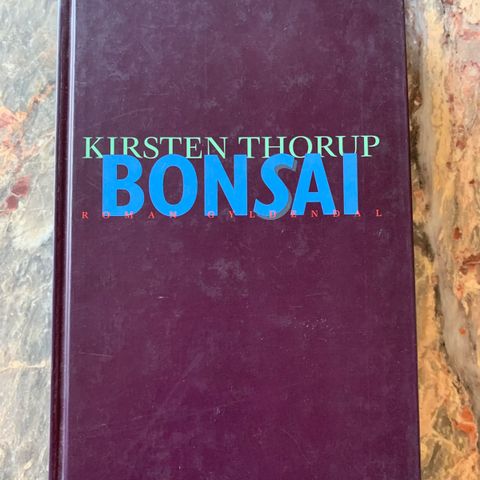 KIRSTEN THORUP
BONSAI
ROMAN GYLDENDAL